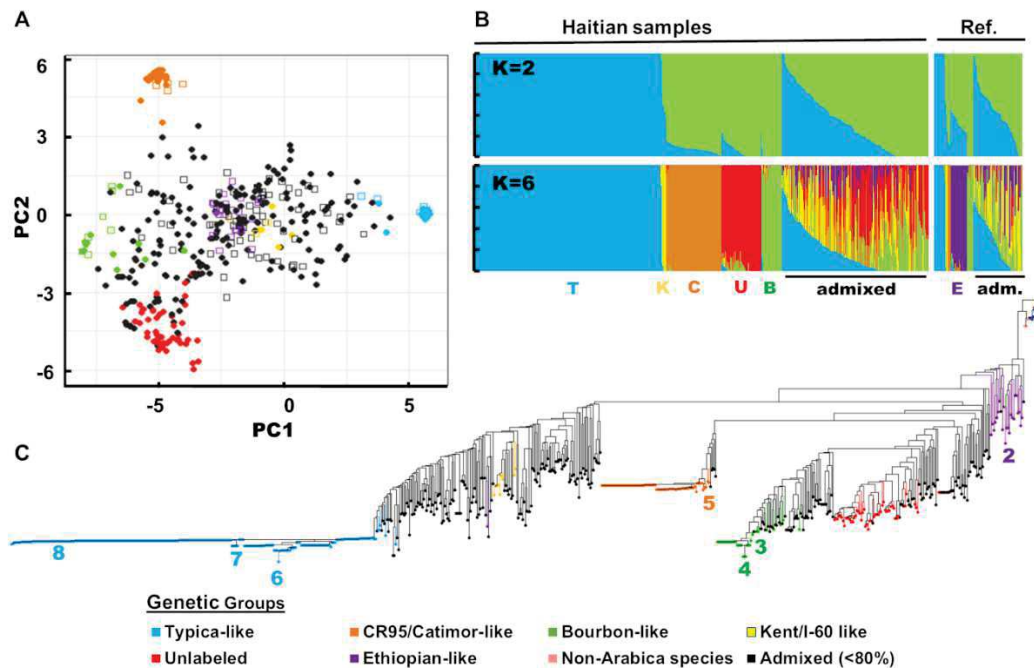 A
6
3
0
-3
-6
PC2
-5 0 5
PC1
B
Haitian samples Ref.
K=2
K=6
T K C U B admixed E adm.
C
2
5
3
4
8 7 6
Genetic Groups
Typica-like CR95/Catimor-like Bourbon-like Kent/I-60 like
Unlabeled Ethiopian-like Non-Arabica species Admixed (<80%)